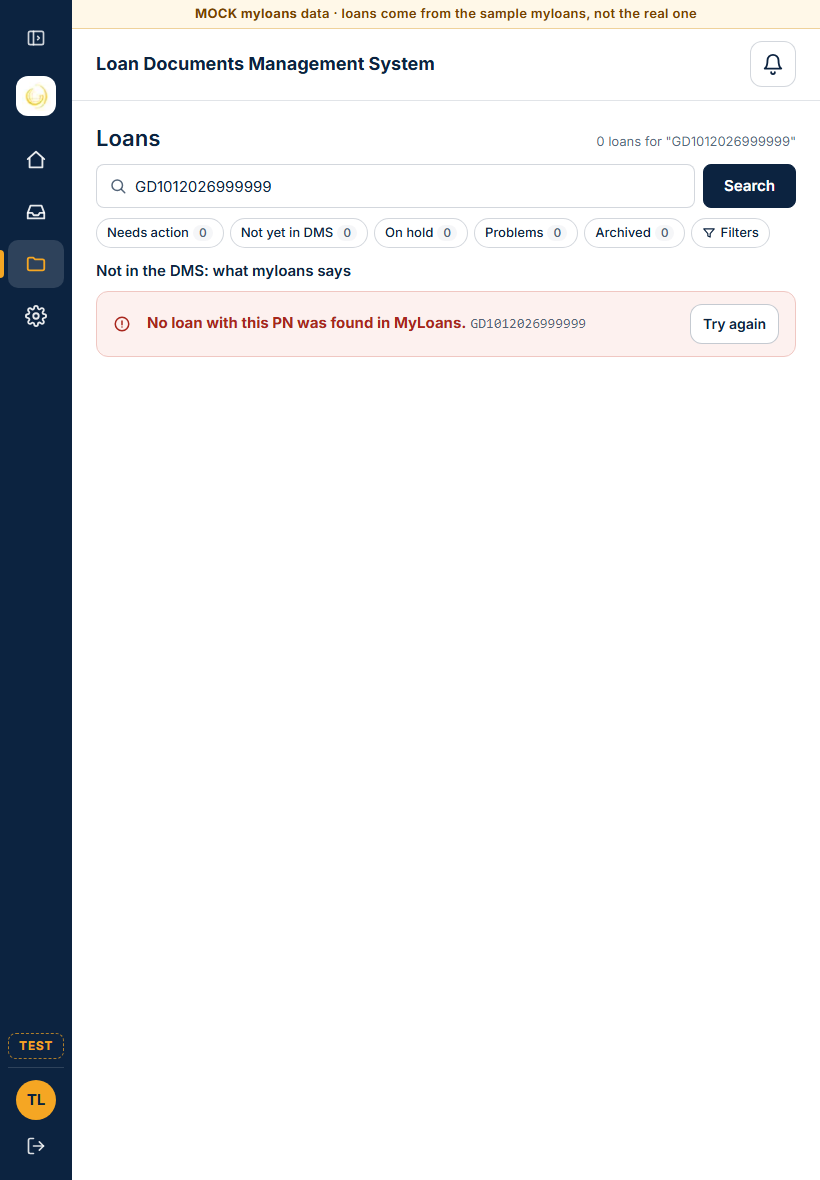 MOCK myloans data · loans come from the sample myloans, not the real one
Loan Documents Management System
Loans
0 loans for "GD1012026999999"
GD1012026999999
Search
Needs action 0
Not yet in DMS 0
On hold 0
Problems 0
Archived 0
Filters
Not in the DMS: what myloans says
No loan with this PN was found in MyLoans. GD1012026999999
Try again
TEST
TL